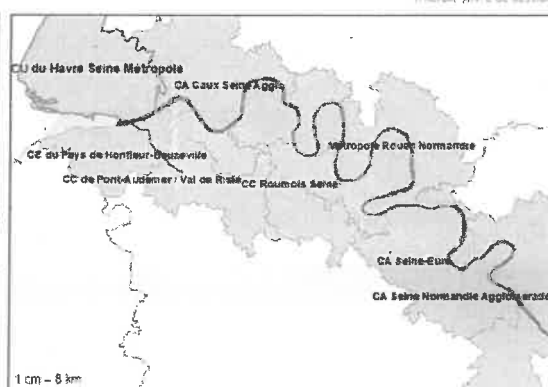 CU du Havre Seine Métropole
CA Caux Seine Agglo
CC du Pays de Honfleur-Beuzeville
Métropole Rouen Normandie
CC de Pont-Audemer / Val de Risle
CC Roumois Seine
CA Seine-Eure
CA Seine Normandie Agglomération
1 cm – 8 km